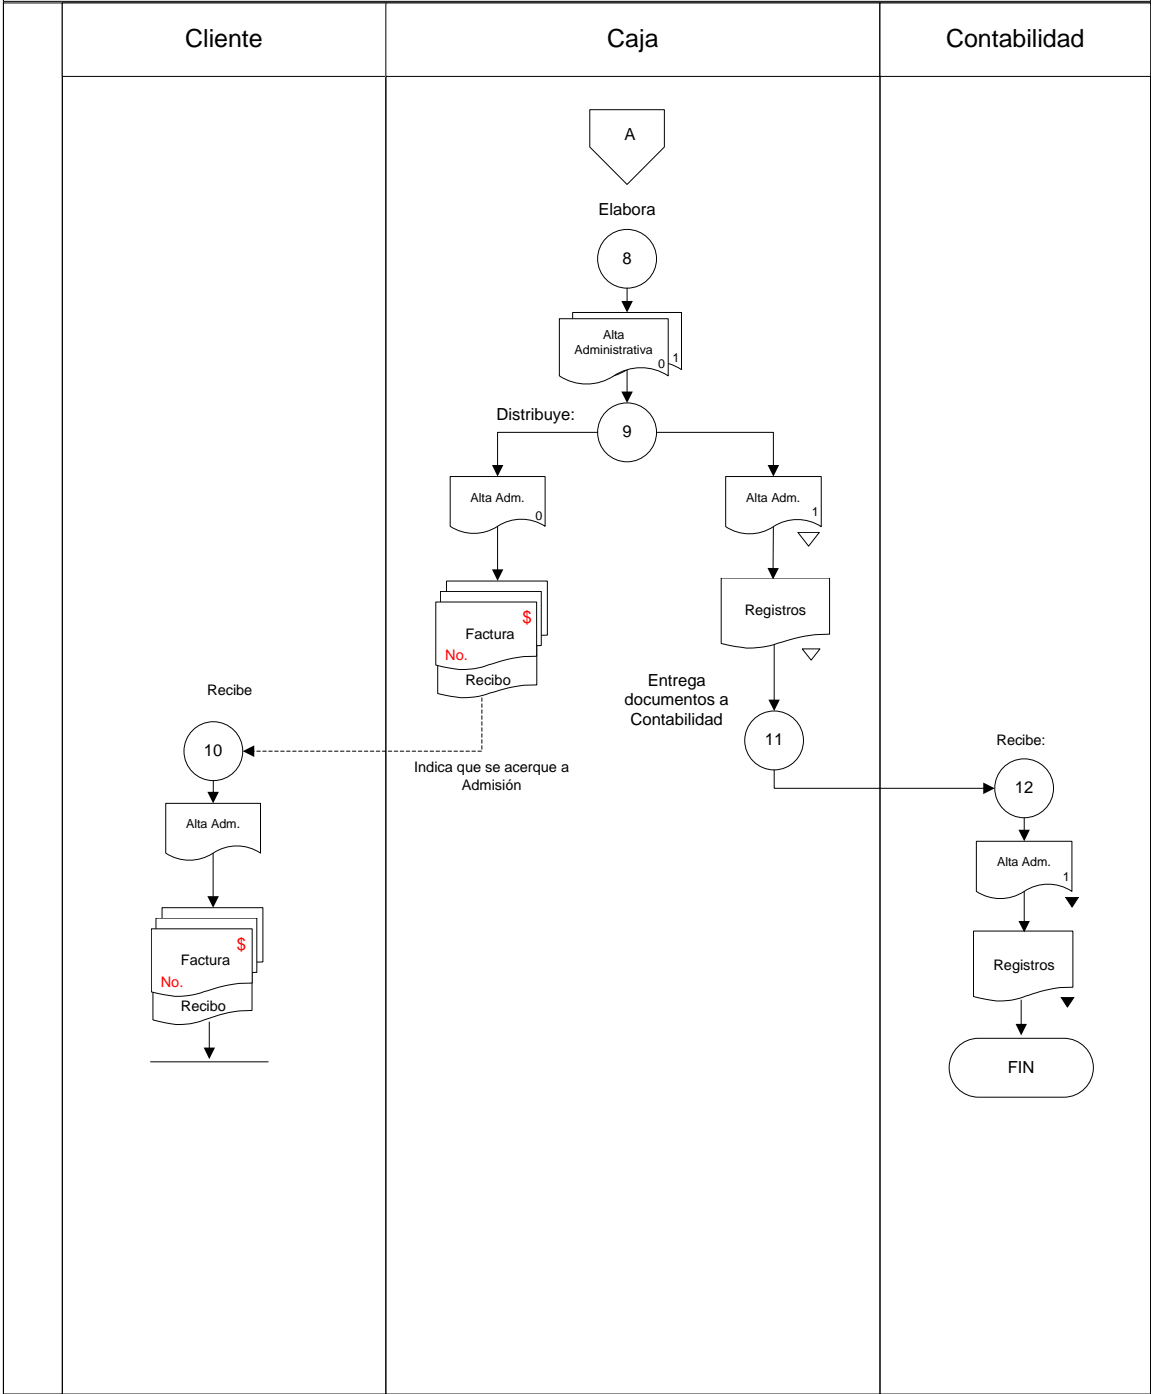 Cliente
Caja
Contabilidad
A
Elabora
8
Alta
Administrativa
0
1
Distribuye:
9
Alta Adm.
0
Alta Adm.
1
$
Factura
No.
Recibo
Registros
Entrega
documentos a
Contabilidad
11
Recibe
10
Indica que se acerque a
Admisión
Alta Adm.
$
Factura
No.
Recibo
Recibe:
12
Alta Adm.
1
Registros
FIN